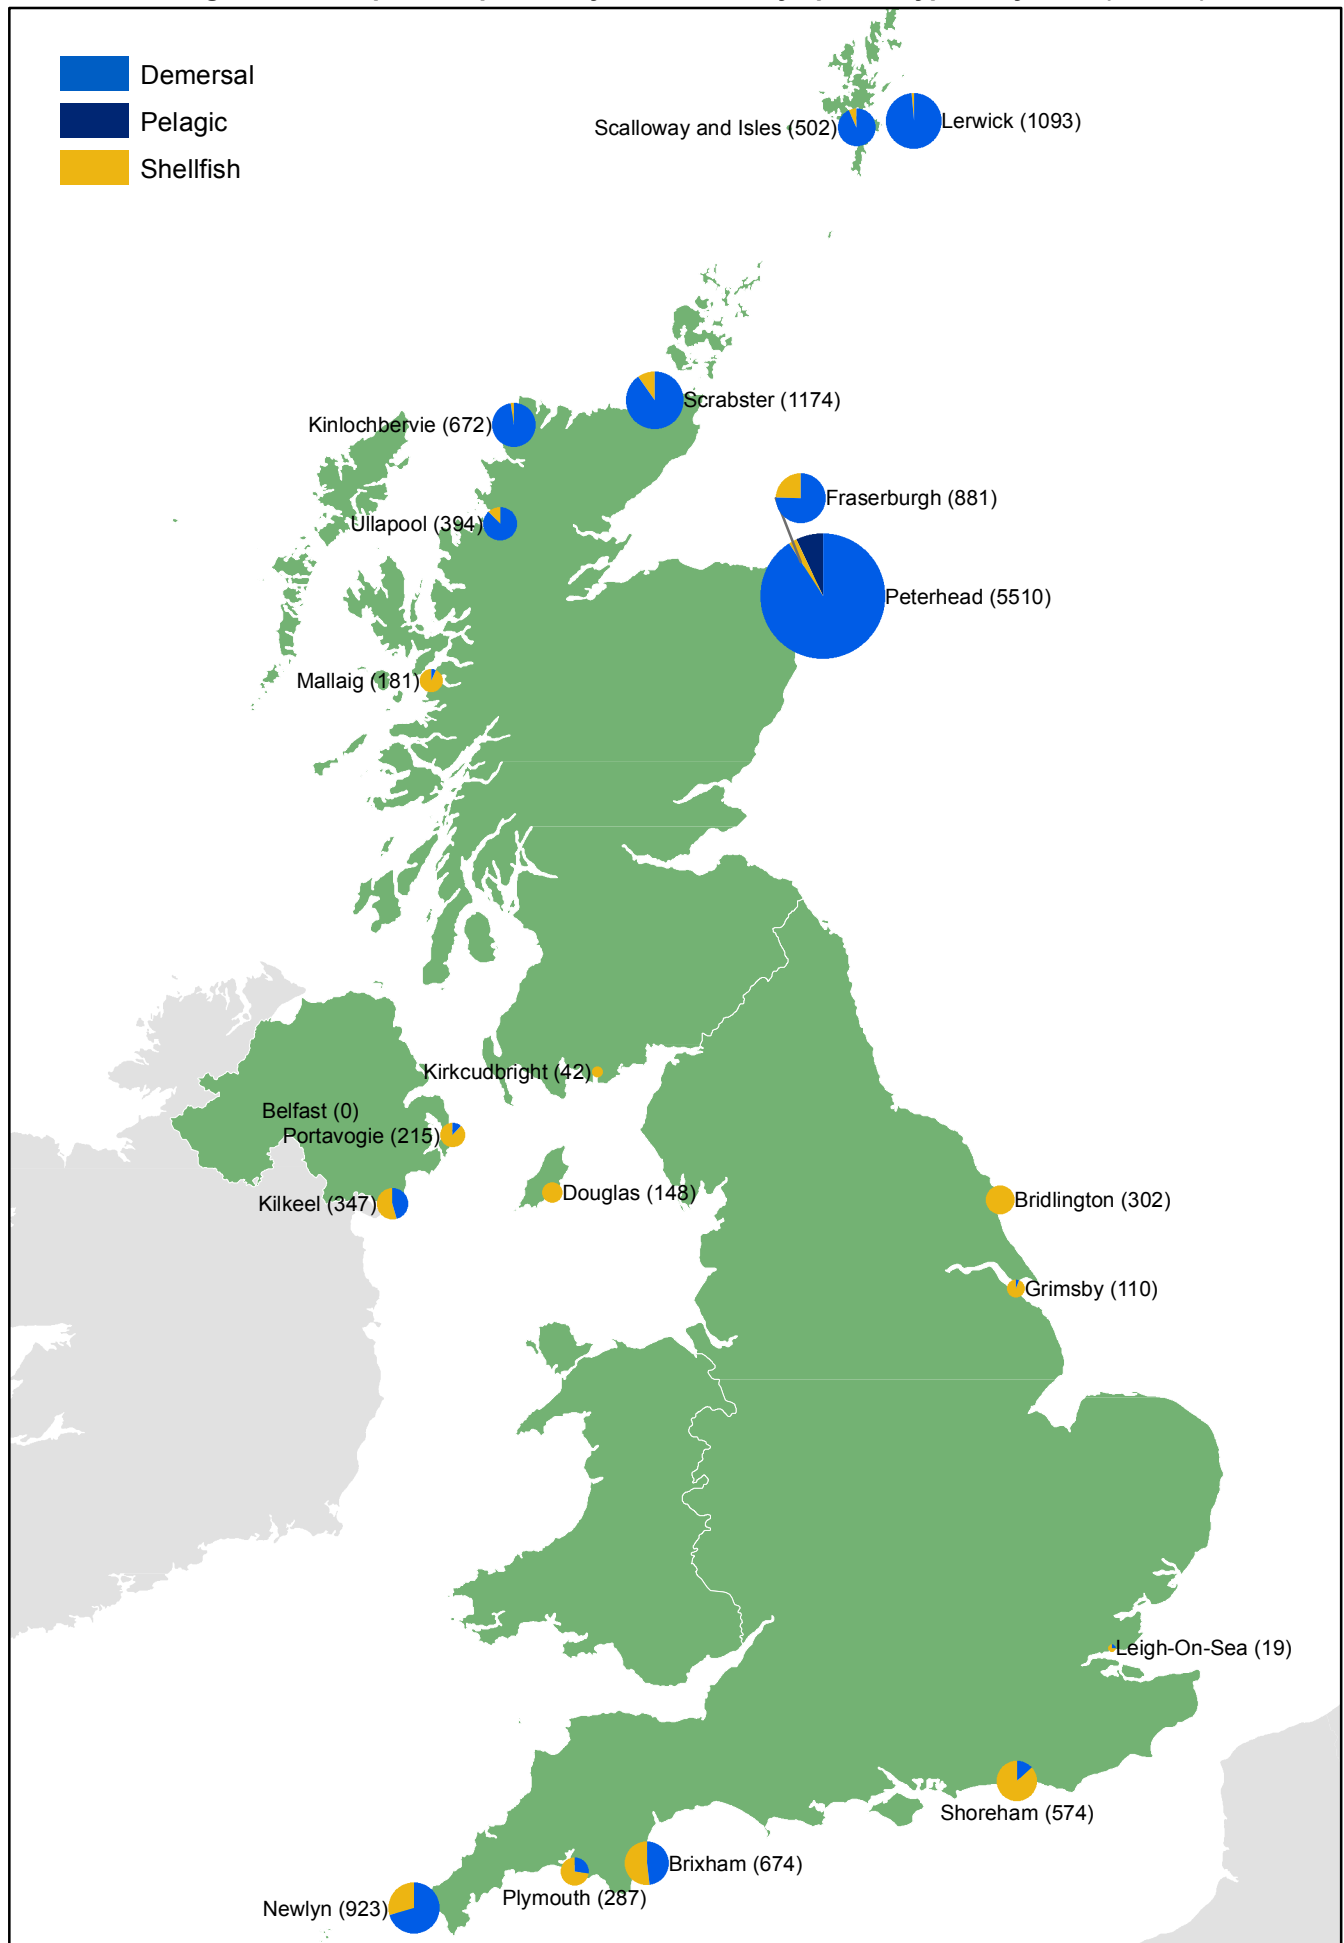 Demersal
Pelagic
Shellfish
Scalloway and Isles (502)
Lerwick (1093)
Scrabster (1174)
Kinlochbervie (672)
Fraserburgh (881)
Ullapool (394)
Peterhead (5510)
Mallaig (181)
Kirkcudbright (42)
Belfast (0)
Portavogie (215)
Douglas (148)
Kilkeel (347)
Bridlington (302)
Grimsby (110)
Leigh-On-Sea (19)
Shoreham (574)
Brixham (674)
Plymouth (287)
Newlyn (923)